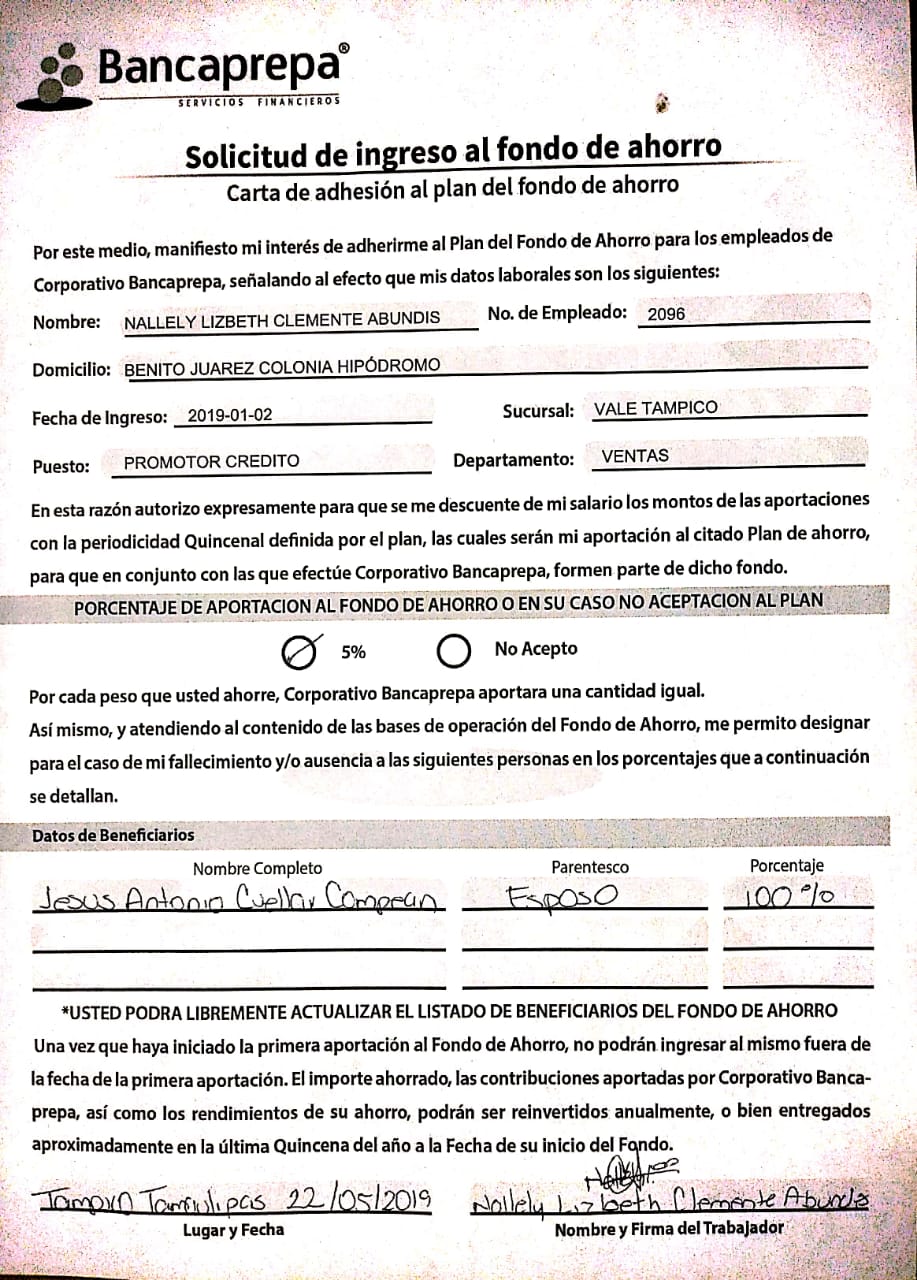 Bancaprepa®
SERVICIOS FINANCIEROS
Solicitud de ingreso al fondo de ahorro
Carta de adhesión al plan del fondo de ahorro
Por este medio, manifiesto mi interés de adherirme al Plan del Fondo de Ahorro para los empleados de
Corporativo Bancaprepa, señalando al efecto que mis datos laborales son los siguientes:
Nombre: NALLELY LIZBETH CLEMENTE ABUNDIS No. de Empleado: 2096
Domicilio: BENITO JUAREZ COLONIA HIPÓDROMO
Fecha de Ingreso: 2019-01-02 Sucursal: VALE TAMPICO
Puesto: PROMOTOR CREDITO Departamento: VENTAS
En esta razón autorizo expresamente para que se me descuente de mi salario los montos de las aportaciones
con la periodicidad Quincenal definida por el plan, las cuales serán mi aportación al citado Plan de ahorro,
para que en conjunto con las que efectúe Corporativo Bancaprepa, formen parte de dicho fondo.
PORCENTAJE DE APORTACION AL FONDO DE AHORRO O EN SU CASO NO ACEPTACION AL PLAN
5% No Acepto
Por cada peso que usted ahorre, Corporativo Bancaprepa aportara una cantidad igual.
Así mismo, y atendiendo al contenido de las bases de operación del Fondo de Ahorro, me permito designar
para el caso de mi fallecimiento y/o ausencia a las siguientes personas en los porcentajes que a continuación
se detallan.
Datos de Beneficiarios
Nombre Completo Parentesco Porcentaje
Jesus Antonio Cuellar Compean Esposo 100%
*USTED PODRA LIBREMENTE ACTUALIZAR EL LISTADO DE BENEFICIARIOS DEL FONDO DE AHORRO
Una vez que haya iniciado la primera aportación al Fondo de Ahorro, no podrán ingresar al mismo fuera de
la fecha de la primera aportación. El importe ahorrado, las contribuciones aportadas por Corporativo Banca-
prepa, así como los rendimientos de su ahorro, podrán ser reinvertidos anualmente, o bien entregados
aproximadamente en la última Quincena del año a la Fecha de su inicio del Fondo.
22/05/2019 Nallely Lizbeth Clemente Abundis
Lugar y Fecha Nombre y Firma del Trabajador